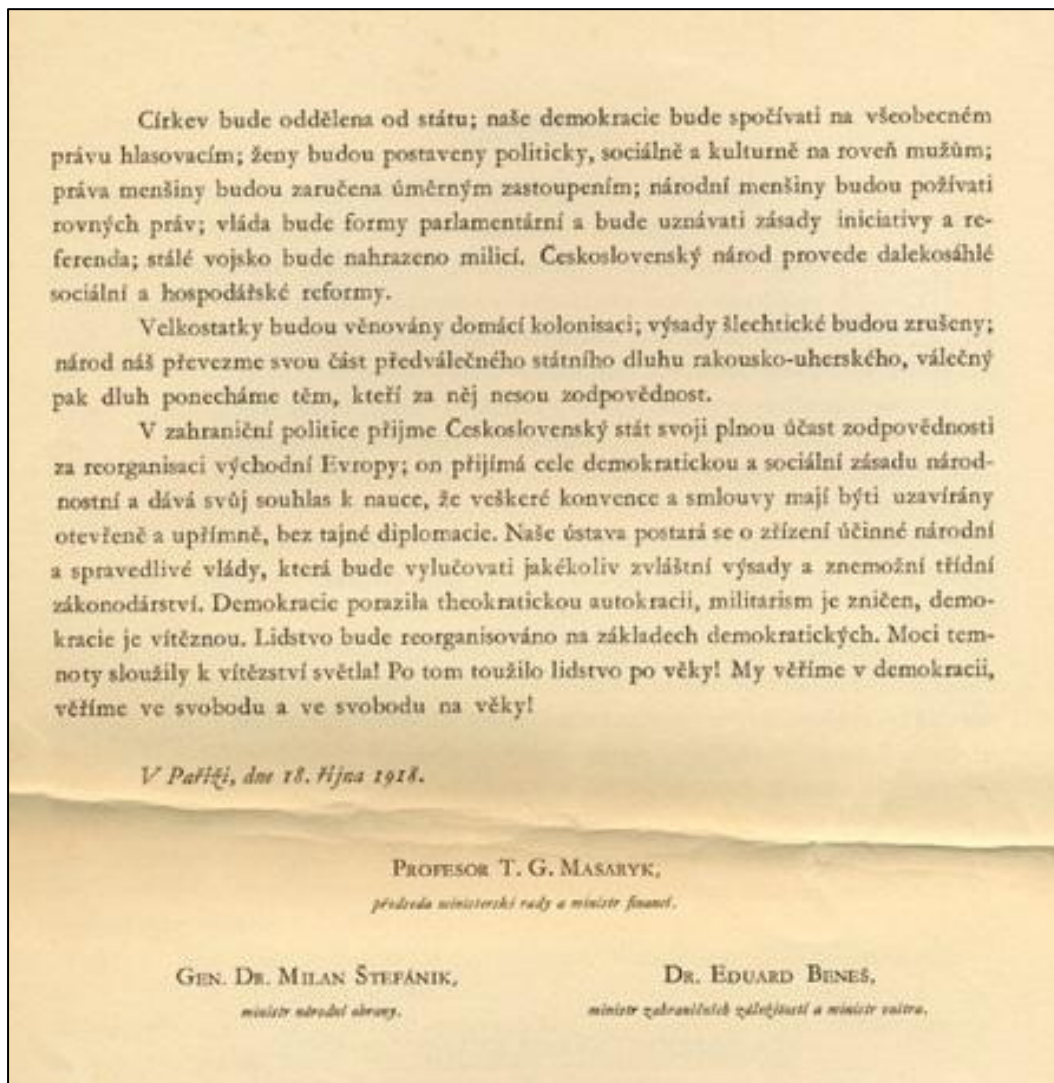 Církev bude oddělena od státu; naše demokracie bude spočívati na všeobecném
právu hlasovacím; ženy budou postaveny politicky, sociálně a kulturně na roveň mužům;
práva menšiny budou zaručena úměrným zastoupením; národní menšiny budou požívati
rovných práv; vláda bude formy parlamentární a bude uznávati zásady iniciativy a re-
ferenda; stálé vojsko bude nahrazeno milicí. Československý národ provede dalekosáhlé
sociální a hospodářské reformy.
Velkostatky budou věnovány domácí kolonisaci; výsady šlechtické budou zrušeny;
národ náš převezme svou část předválečného státního dluhu rakousko-uherského, válečný
pak dluh ponecháme těm, kteří za něj nesou zodpovědnost.
V zahraniční politice přijme Československý stát svoji plnou účast zodpovědnosti
za reorganisaci východní Evropy; on přijímá cele demokratickou a sociální zásadu národ-
nostní a dává svůj souhlas k nauce, že veškeré konvence a smlouvy mají býti uzavírány
otevřeně a upřímně, bez tajné diplomacie. Naše ústava postará se o zřízení účinné národní
a spravedlivé vlády, která bude vylučovati jakékoliv zvláštní výsady a znemožní třídní
zákonodárství. Demokracie porazila theokratickou autokracii, militarism je zničen, demo-
kracie je vítěznou. Lidstvo bude reorganisováno na základech demokratických. Moci tem-
noty sloužily k vítězství světla! Po tom toužilo lidstvo po věky! My věříme v demokracii,
věříme ve svobodu a ve svobodu na věky!
V Paříži, dne 18. října 1918.
PROFESOR T. G. MASARYK,
předseda ministerské rady a ministr financí.
GEN. DR. MILAN ŠTEFÁNIK,
ministr národní obrany.
DR. EDUARD BENEŠ,
ministr zahraničních záležitostí a ministr vnitra.